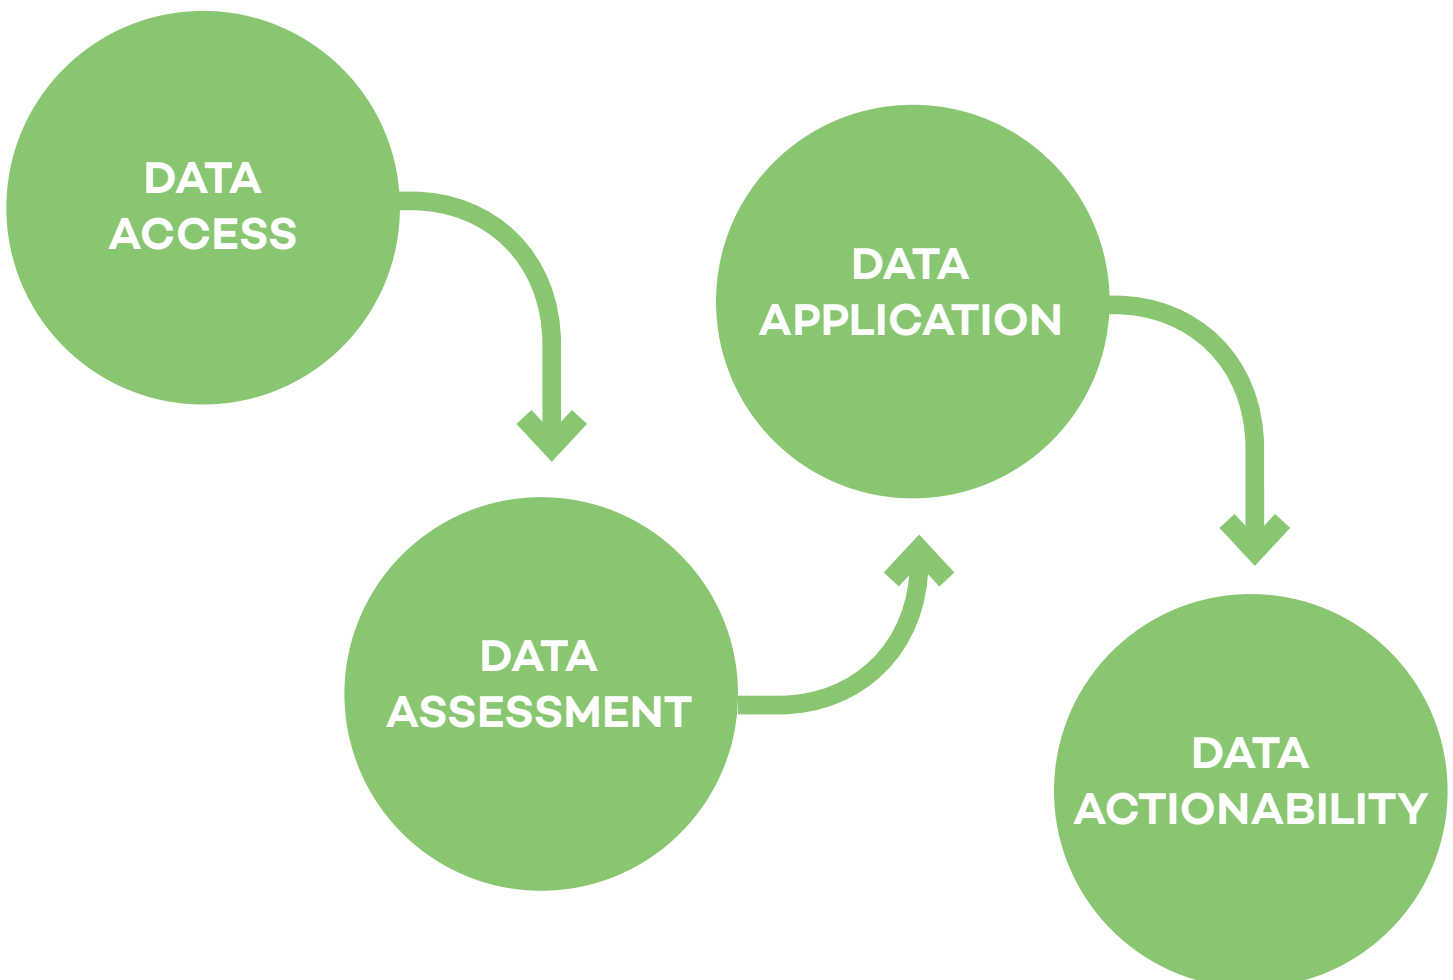 DATA
ACCESS
DATA
ASSESSMENT
DATA
APPLICATION
DATA
ACTIONABILITY